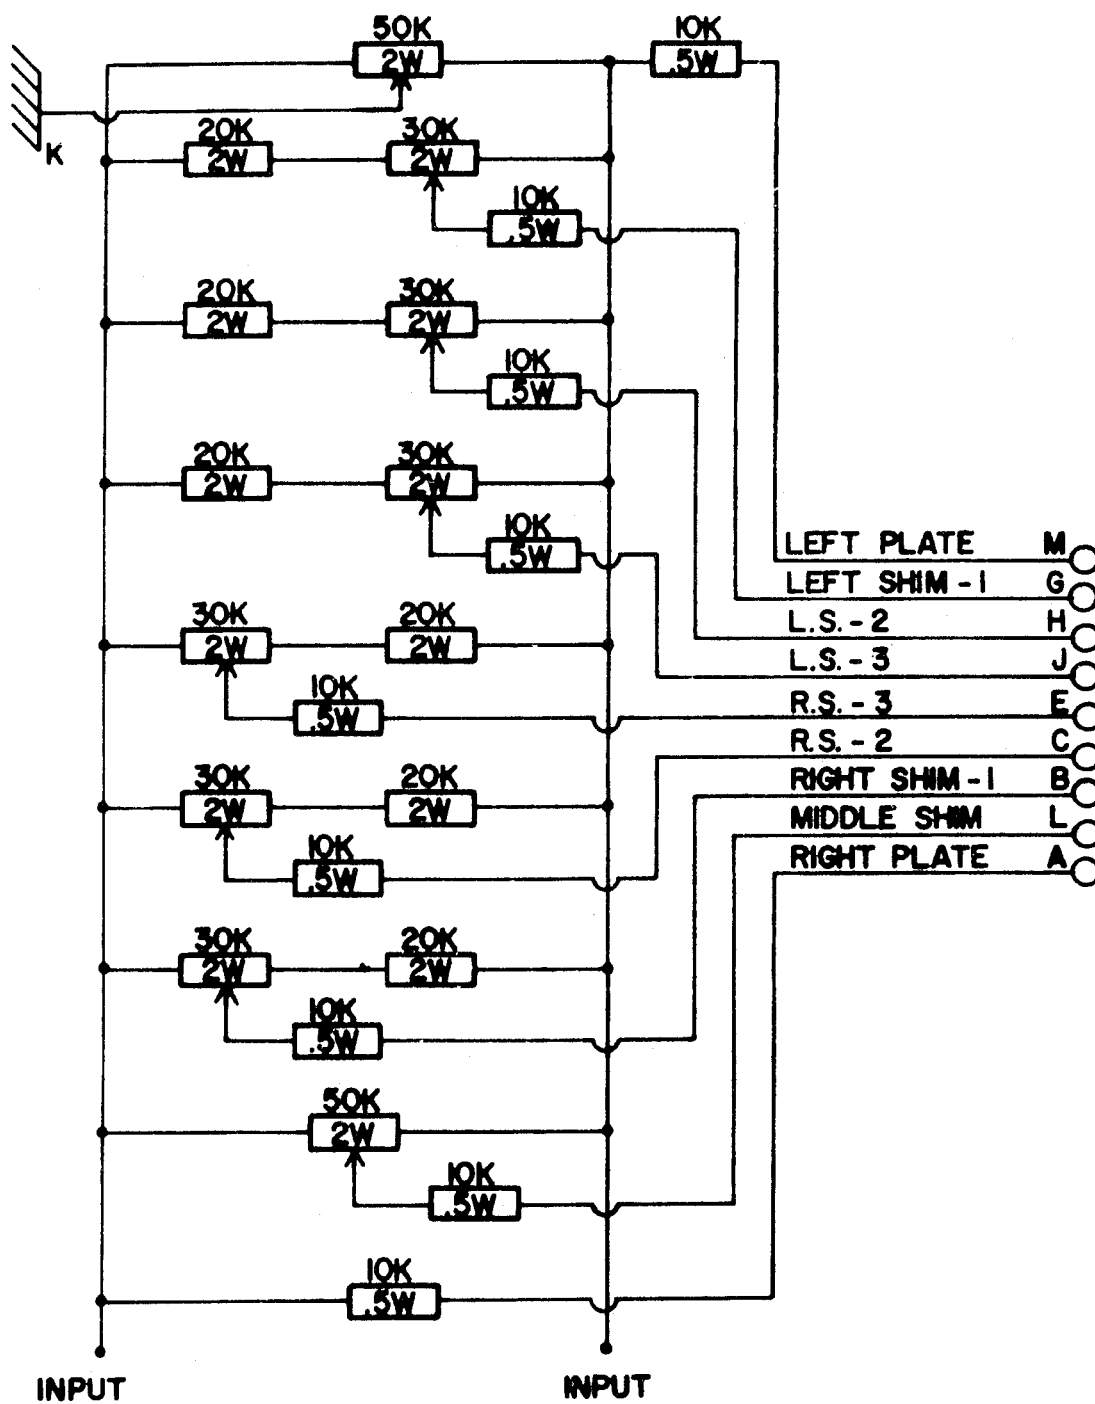 50K
2W
10K
.5W
K
20K
2W
30K
2W
10K
.5W
20K
2W
30K
2W
10K
.5W
20K
2W
30K
2W
10K
.5W
LEFT PLATE M
LEFT SHIM - 1 G
L.S. - 2 H
L.S. - 3 J
R.S. - 3 E
R.S. - 2 C
RIGHT SHIM - 1 B
MIDDLE SHIM L
RIGHT PLATE A
30K
2W
20K
2W
10K
.5W
30K
2W
20K
2W
10K
.5W
30K
2W
20K
2W
10K
.5W
50K
2W
10K
.5W
10K
.5W
INPUT
INPUT